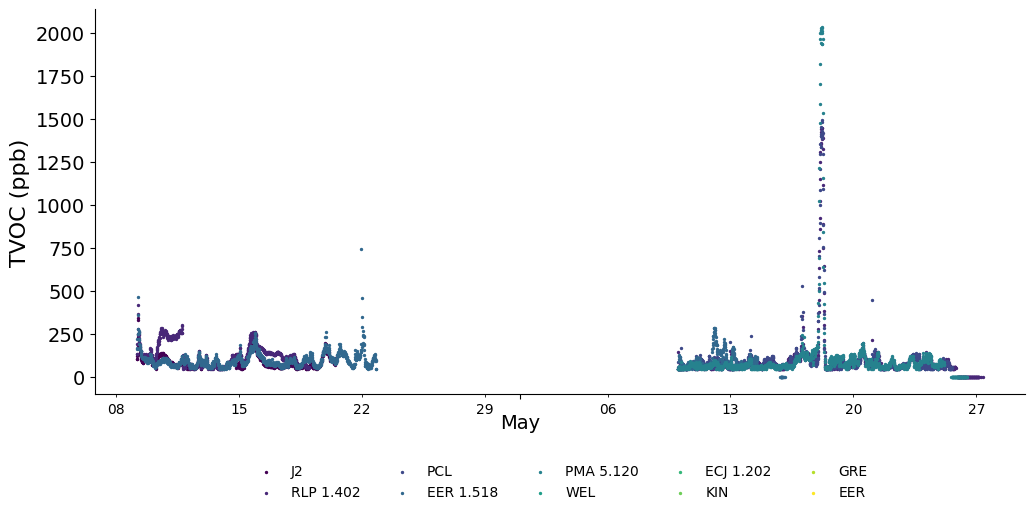 2000
1750
1500
1250
1000
750
500
250
0
TVOC (ppb)
08 15 22 29 06 13 20 27
May
J2 PCL PMA 5.120 ECJ 1.202 GRE
RLP 1.402 EER 1.518 WEL KIN EER